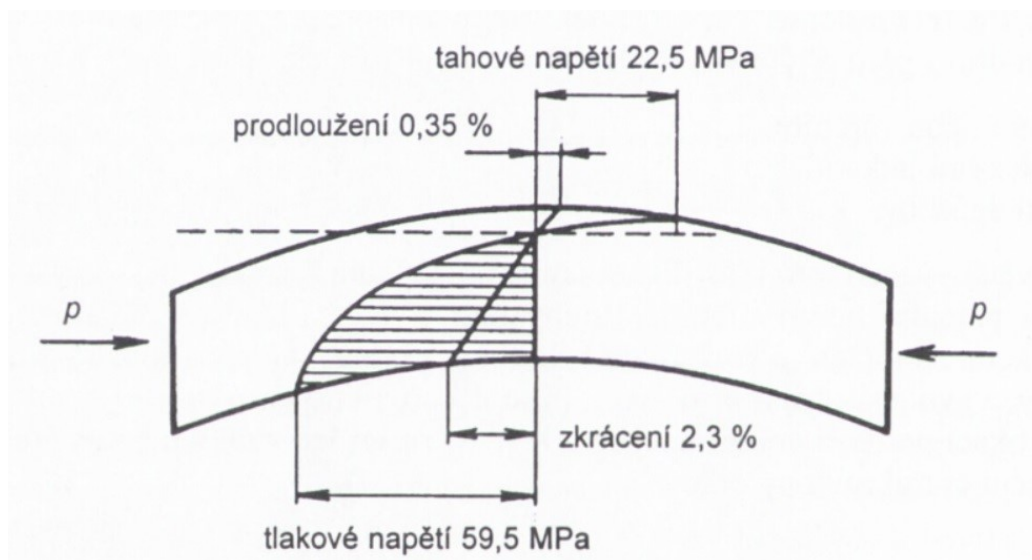 tahové napětí 22,5 MPa
prodloužení 0,35 %
p
p
zkrácení 2,3 %
tlakové napětí 59,5 MPa